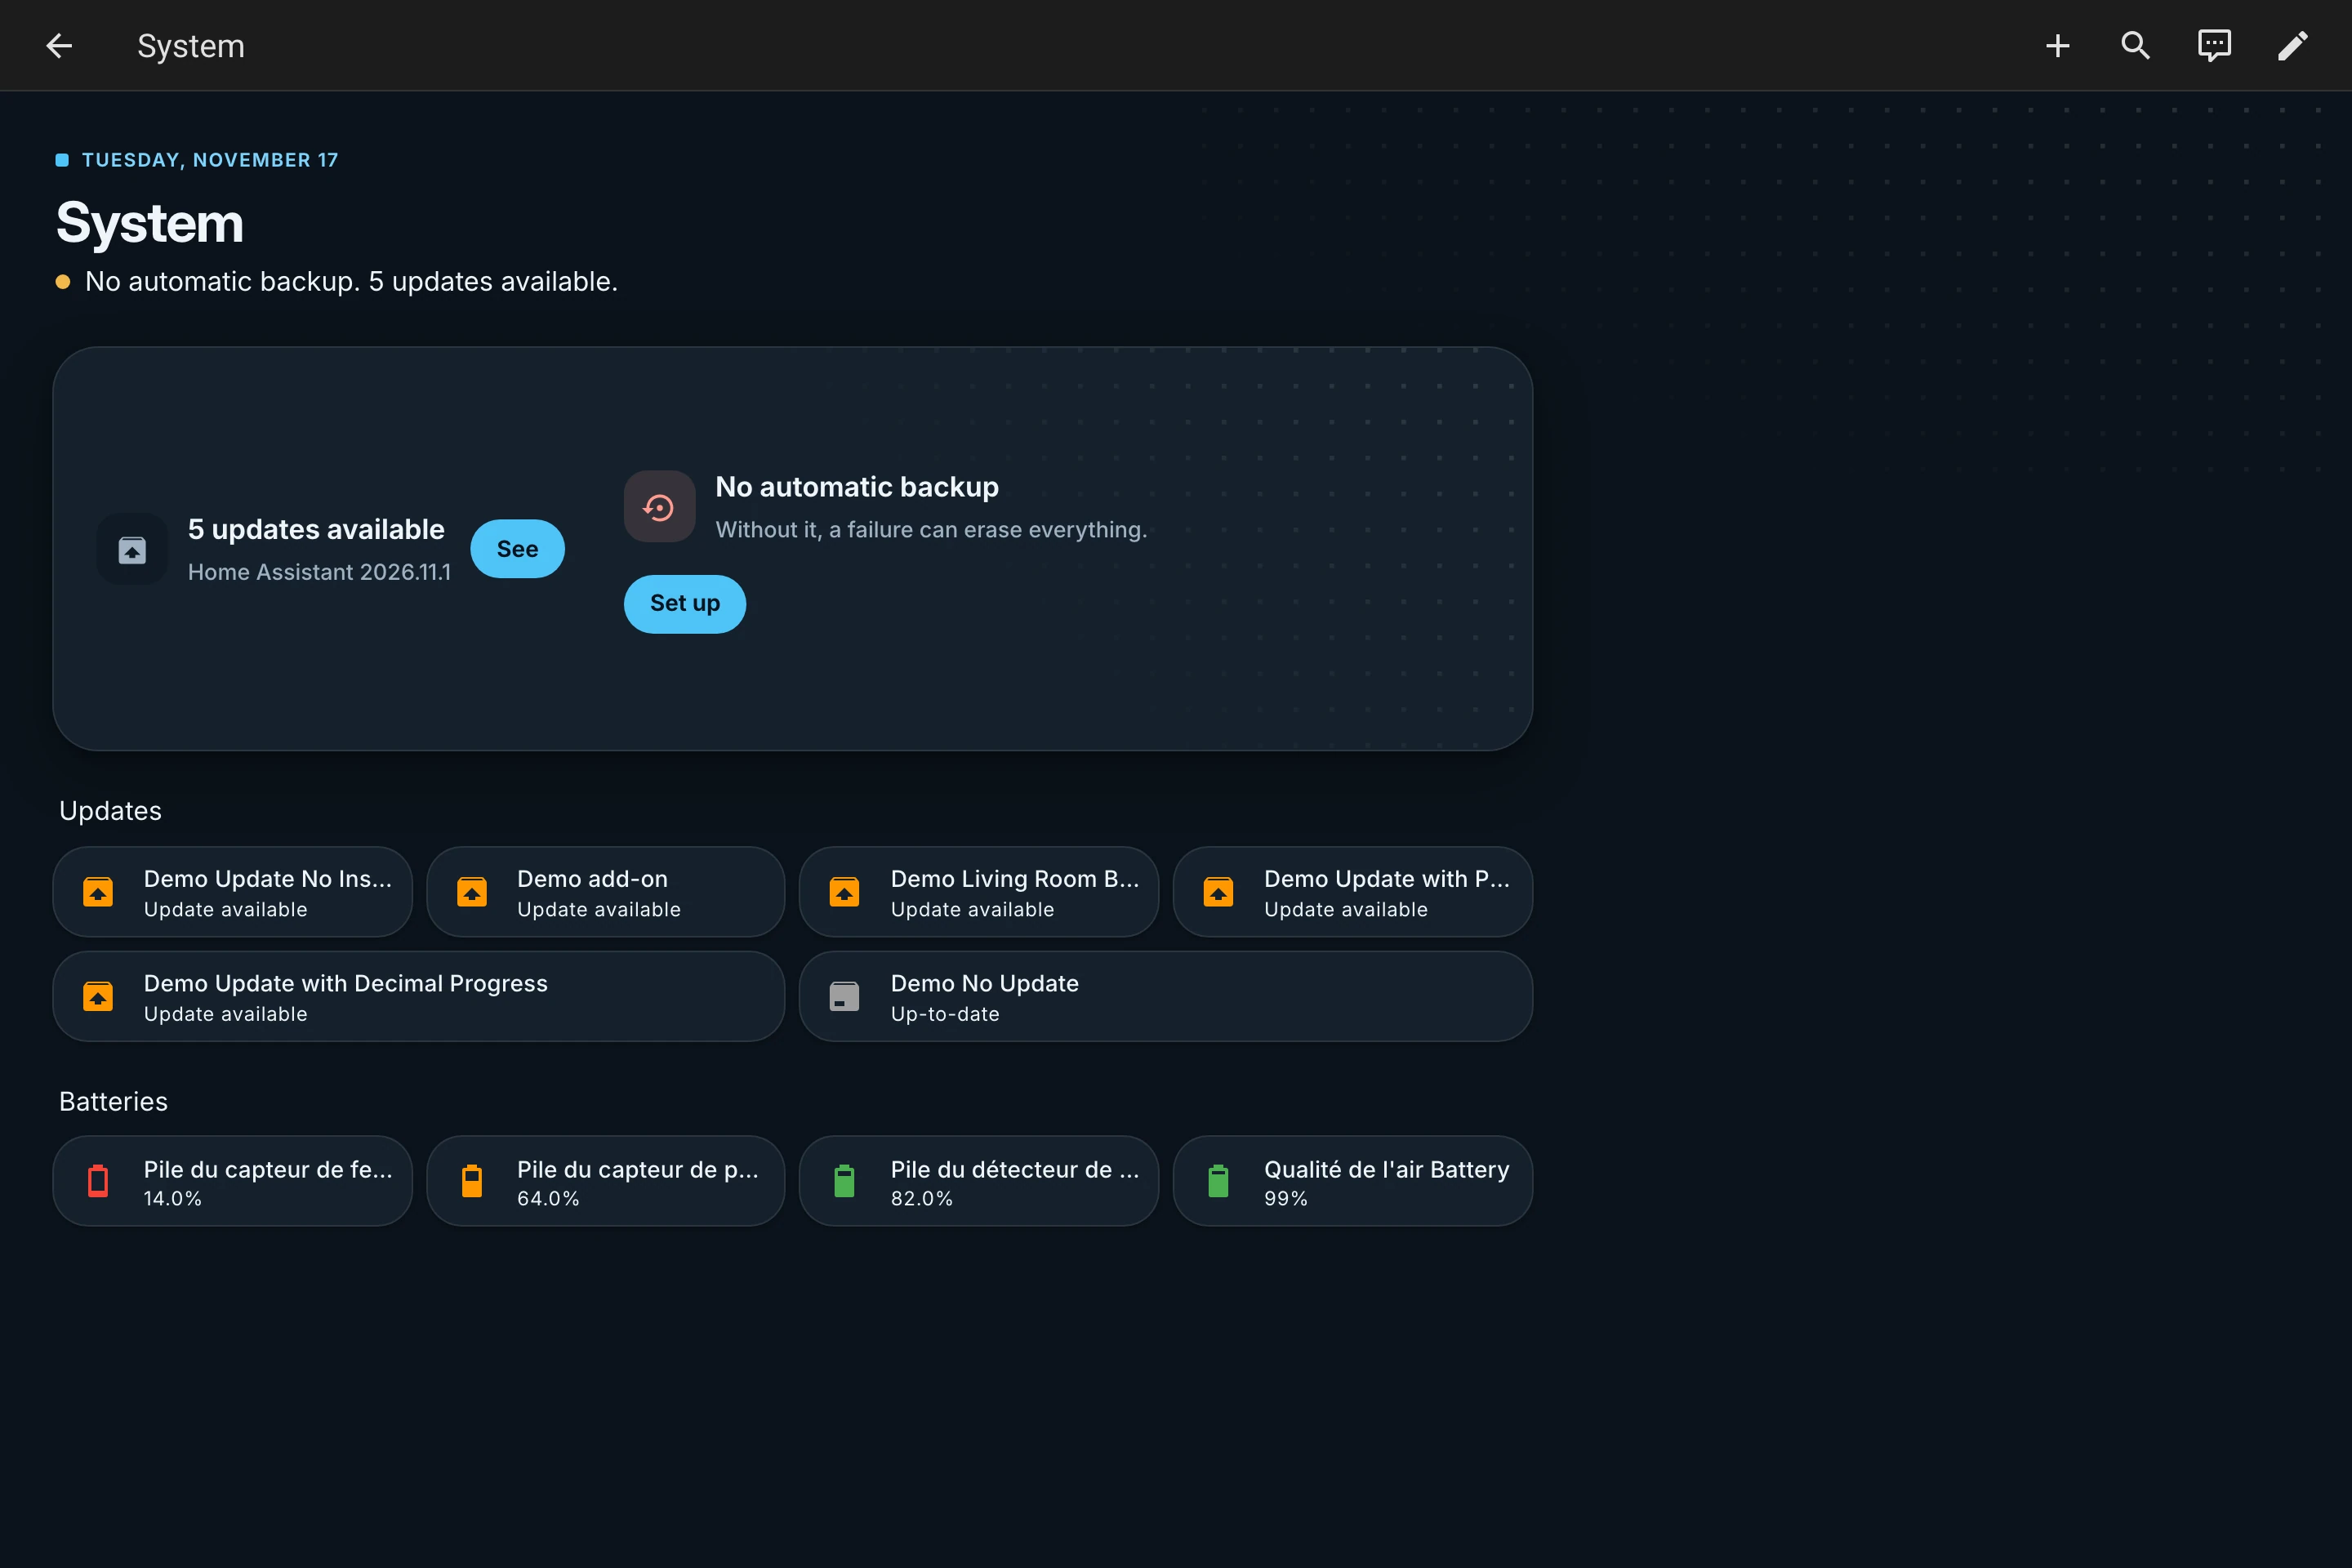 System
TUESDAY, NOVEMBER 17
System
No automatic backup. 5 updates available.
5 updates available
Home Assistant 2026.11.1
See
No automatic backup
Without it, a failure can erase everything.
Set up
Updates
Demo Update No Ins...
Update available
Demo add-on
Update available
Demo Living Room B...
Update available
Demo Update with P...
Update available
Demo Update with Decimal Progress
Update available
Demo No Update
Up-to-date
Batteries
Pile du capteur de fe...
14.0%
Pile du capteur de p...
64.0%
Pile du détecteur de ...
82.0%
Qualité de l'air Battery
99%